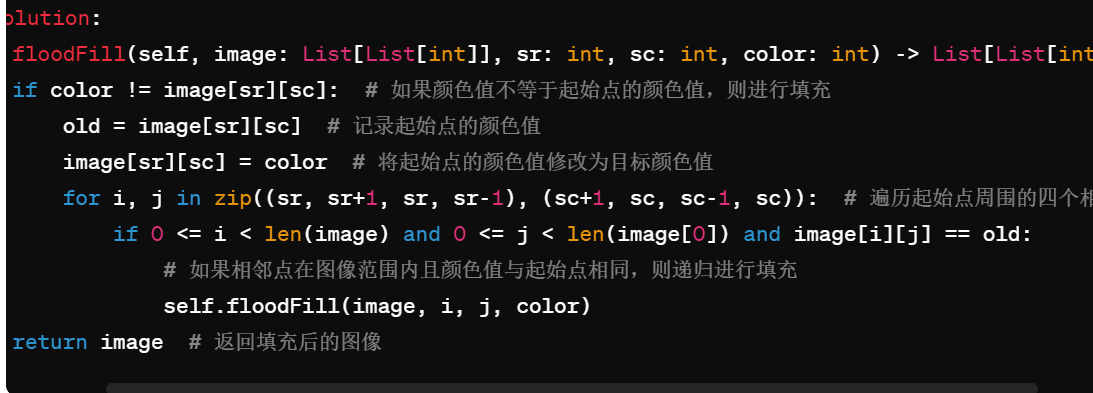 olution:
floodFill(self, image: List[List[int]], sr: int, sc: int, color: int) -> List[List[int
if color != image[sr][sc]:  # 如果颜色值不等于起始点的颜色值，则进行填充
old = image[sr][sc]  # 记录起始点的颜色值
image[sr][sc] = color  # 将起始点的颜色值修改为目标颜色值
for i, j in zip((sr, sr+1, sr, sr-1), (sc+1, sc, sc-1, sc)):  # 遍历起始点周围的四个相
if 0 <= i < len(image) and 0 <= j < len(image[0]) and image[i][j] == old:
# 如果相邻点在图像范围内且颜色值与起始点相同，则递归进行填充
self.floodFill(image, i, j, color)
return image  # 返回填充后的图像